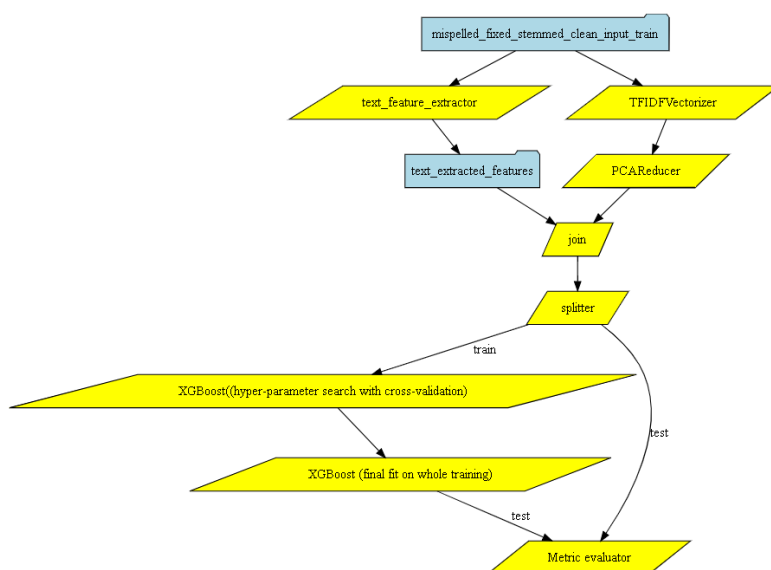 mispelled_fixed_stemmed_clean_input_train
text_feature_extractor
TFIDFVectorizer
text_extracted_features
PCAReducer
join
splitter
train
XGBoost((hyper-parameter search with cross-validation)
test
XGBoost (final fit on whole training)
test
Metric evaluator